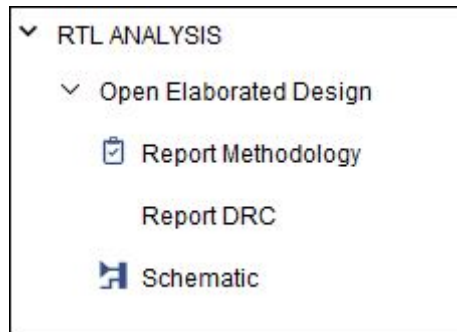 RTL ANALYSIS
Open Elaborated Design
Report Methodology
Report DRC
Schematic